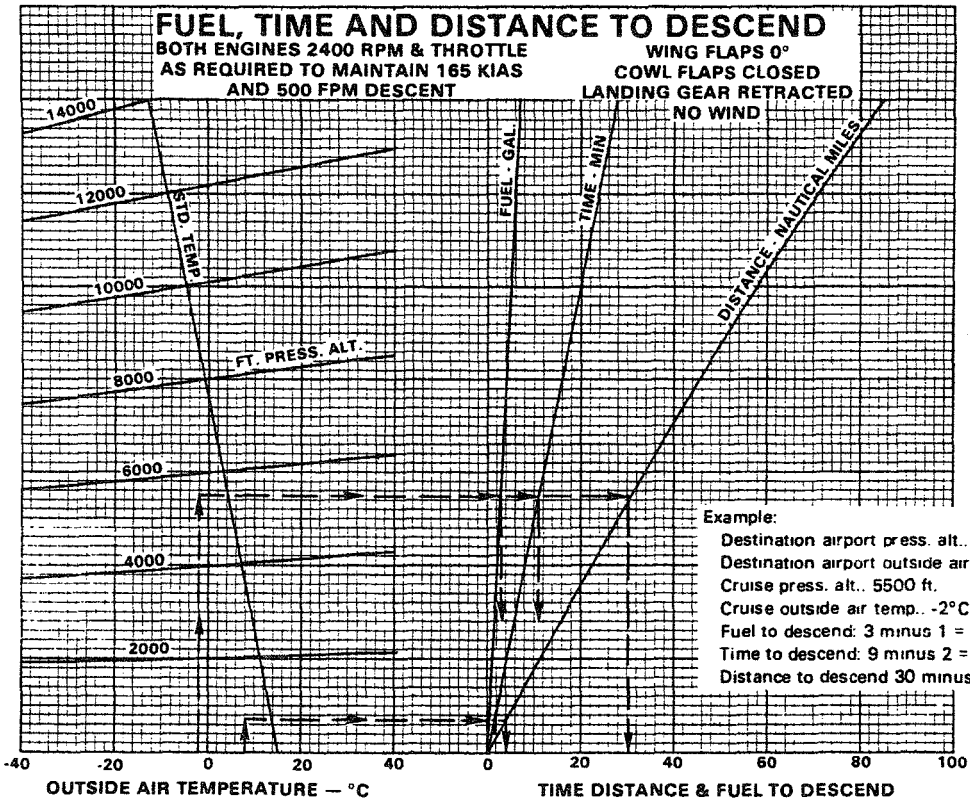 FUEL, TIME AND DISTANCE TO DESCEND
BOTH ENGINES 2400 RPM & THROTTLE
AS REQUIRED TO MAINTAIN 165 KIAS
AND 500 FPM DESCENT
WING FLAPS 0°
COWL FLAPS CLOSED
LANDING GEAR RETRACTED
NO WIND
14000
12000
10000
8000
6000
4000
2000
STD. TEMP.
FT. PRESS. ALT.
FUEL - GAL.
TIME - MIN
DISTANCE - NAUTICAL MILES
Example:
Destination airport press. alt..
Destination airport outside air
Cruise press. alt.. 5500 ft.
Cruise outside air temp.. -2°C
Fuel to descend: 3 minus 1 =
Time to descend: 9 minus 2 =
Distance to descend 30 minus
-40 -20 0 20 40 0 20 40 60 80 100
OUTSIDE AIR TEMPERATURE — °C
TIME DISTANCE & FUEL TO DESCEND